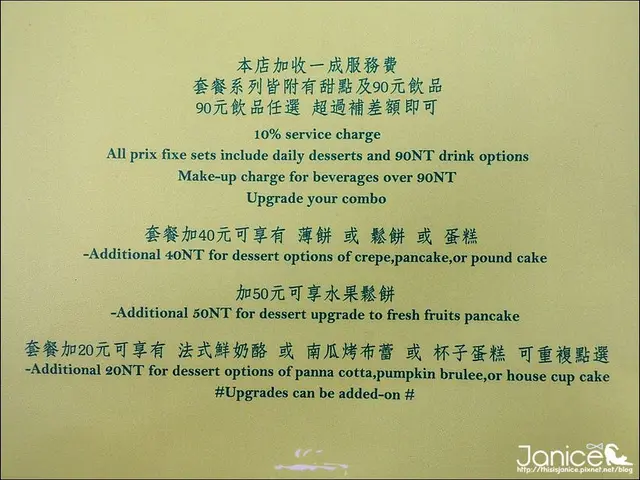 本店加收一成服務費
套餐系列皆附有甜點及90元飲品
90元飲品任選 超過補差額即可
10% service charge
All prix fixe sets include daily desserts and 90NT drink options
Make-up charge for beverages over 90NT
Upgrade your combo
套餐加40元可享有 薄餅 或 鬆餅 或 蛋糕
-Additional 40NT for dessert options of crepe,pancake,or pound cake
加50元可享水果鬆餅
-Additional 50NT for dessert upgrade to fresh fruits pancake
套餐加20元可享有 法式鮮奶酪 或 南瓜烤布蕾 或 杯子蛋糕 可重複點選
-Additional 20NT for dessert options of panna cotta,pumpkin brulee,or house cup cake
#Upgrades can be added-on #
Janice
http://thisisjanice.pixnet.net/blog